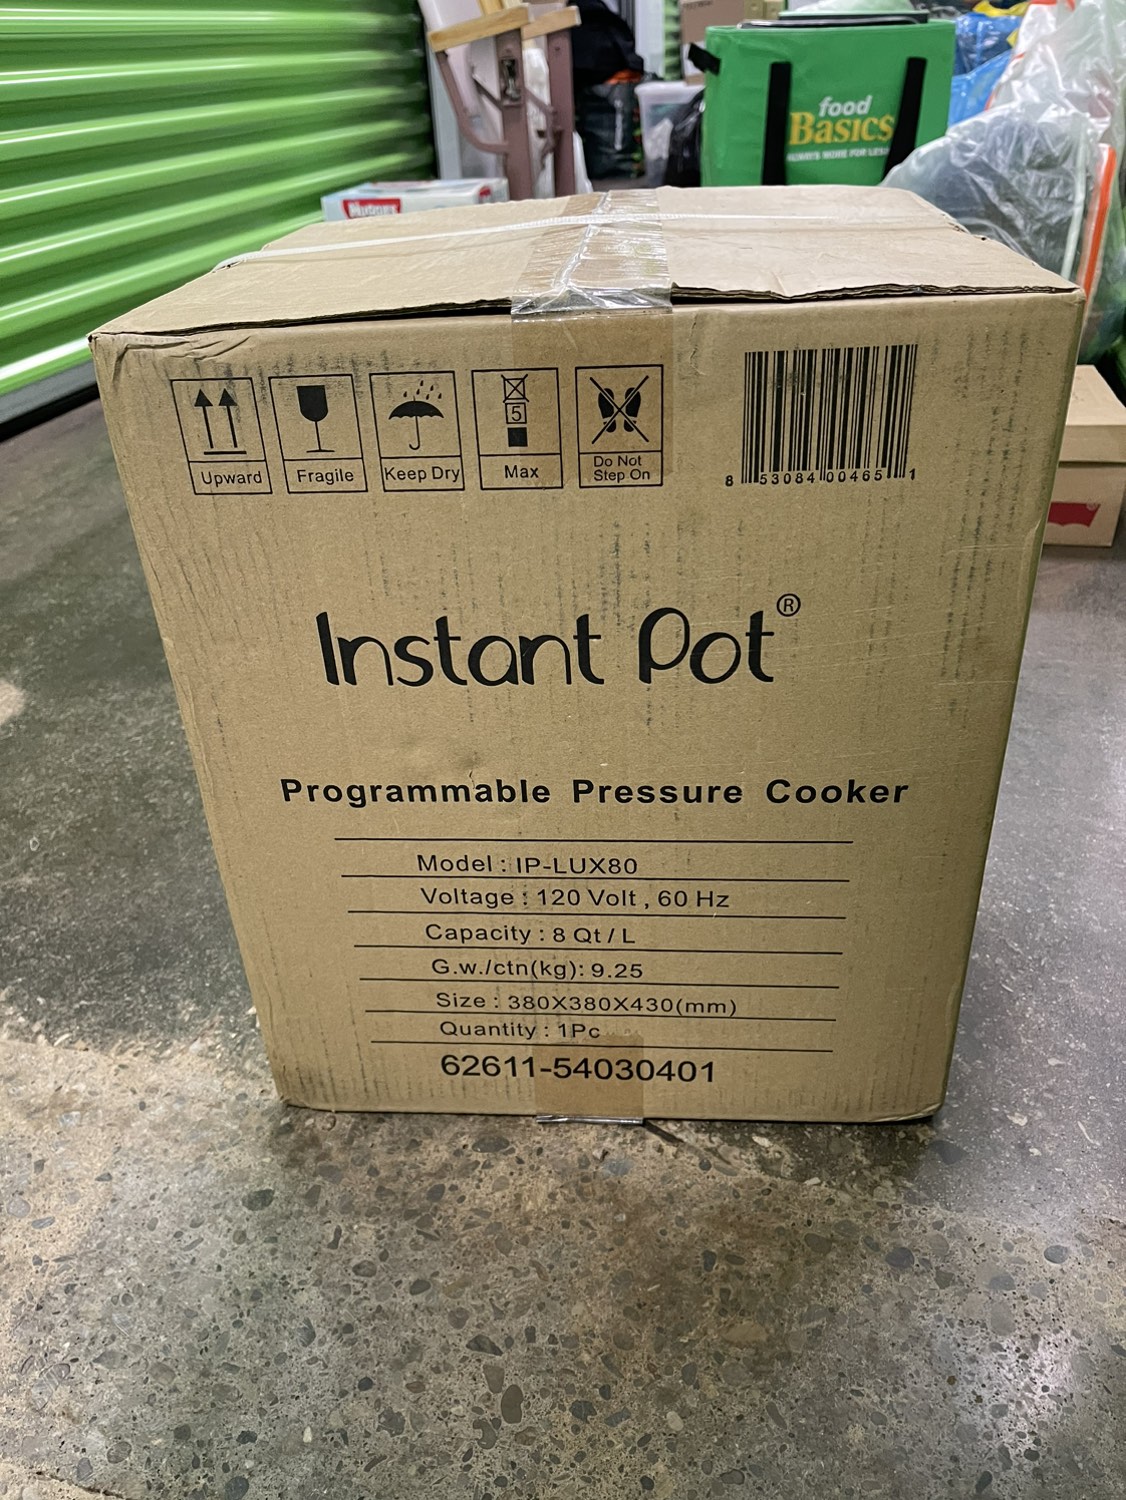 food
Basics
Huggies
Upward
Fragile
Keep Dry
5
Max
Do Not
Step On
8 53084 00465 1
Instant Pot®
Programmable Pressure Cooker
Model : IP-LUX80
Voltage : 120 Volt , 60 Hz
Capacity : 8 Qt / L
G.w./ctn(kg): 9.25
Size : 380X380X430(mm)
Quantity : 1Pc
62611-54030401